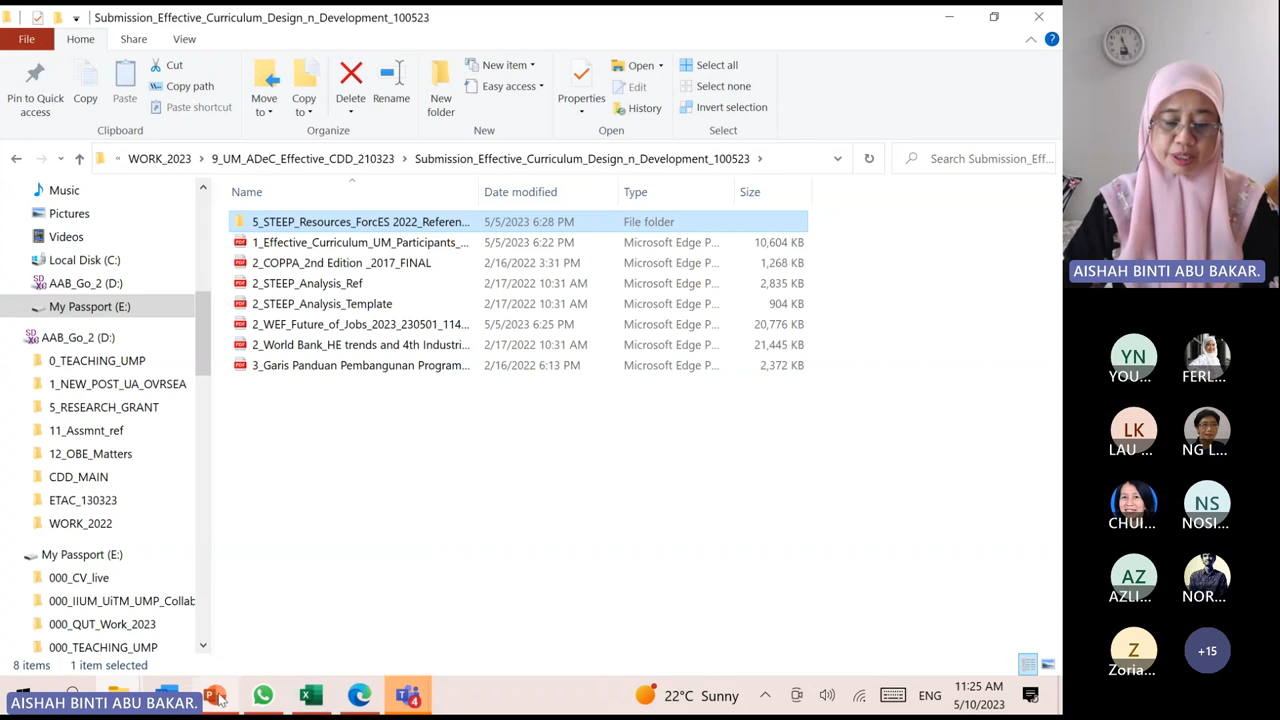 Submission_Effective_Curriculum_Design_n_Development_100523
File
Home
Share
View
Pin to Quick
access
Copy
Paste
Cut
Copy path
Paste shortcut
Clipboard
Move
to
Copy
to
Delete
Rename
Organize
New
folder
New item
Easy access
New
Properties
Open
Edit
History
Open
Select all
Select none
Invert selection
Select
« WORK_2023 > 9_UM_ADeC_Effective_CDD_210323 > Submission_Effective_Curriculum_Design_n_Development_100523 >
Search Submission_Eff...
Music
Pictures
Videos
Local Disk (C:)
AAB_Go_2 (D:)
My Passport (E:)
AAB_Go_2 (D:)
0_TEACHING_UMP
1_NEW_POST_UA_OVRSEA
5_RESEARCH_GRANT
11_Assmnt_ref
12_OBE_Matters
CDD_MAIN
ETAC_130323
WORK_2022
My Passport (E:)
000_CV_live
000_IIUM_UiTM_UMP_Collab
000_QUT_Work_2023
000_TEACHING_UMP
Name Date modified Type Size
5_STEEP_Resources_ForcES 2022_Referen... 5/5/2023 6:28 PM File folder
1_Effective_Curriculum_UM_Participants_... 5/5/2023 6:22 PM Microsoft Edge P... 10,604 KB
2_COPPA_2nd Edition _2017_FINAL 2/16/2022 3:31 PM Microsoft Edge P... 1,268 KB
2_STEEP_Analysis_Ref 2/17/2022 10:31 AM Microsoft Edge P... 2,835 KB
2_STEEP_Analysis_Template 2/17/2022 10:31 AM Microsoft Edge P... 904 KB
2_WEF_Future_of_Jobs_2023_230501_114... 5/5/2023 6:25 PM Microsoft Edge P... 20,776 KB
2_World Bank_HE trends and 4th Industri... 2/17/2022 10:31 AM Microsoft Edge P... 21,445 KB
3_Garis Panduan Pembangunan Program... 2/16/2022 6:13 PM Microsoft Edge P... 2,372 KB
8 items 1 item selected
AISHAH BINTI ABU BAKAR.
4
22°C Sunny
ENG
11:25 AM
5/10/2023
AISHAH BINTI ABU BAKAR.
YN
YOU...
FERL...
LK
LAU ...
NG L...
CHUI...
NS
NOSI...
AZ
AZLI...
NOR...
Z
Zoria...
+15